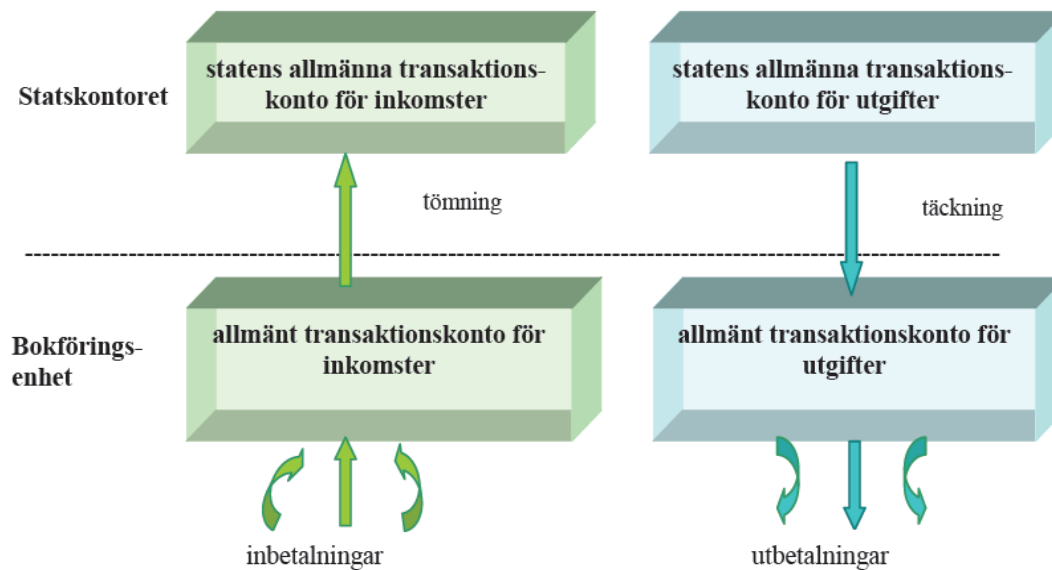 statens allmänna transaktions-
konto för inkomster
statens allmänna transaktions-
konto för utgifter
Statskontoret
tömning
täckning
allmänt transaktionskonto för
inkomster
allmänt transaktionskonto för
utgifter
Bokförings-
enhet
inbetalningar
utbetalningar